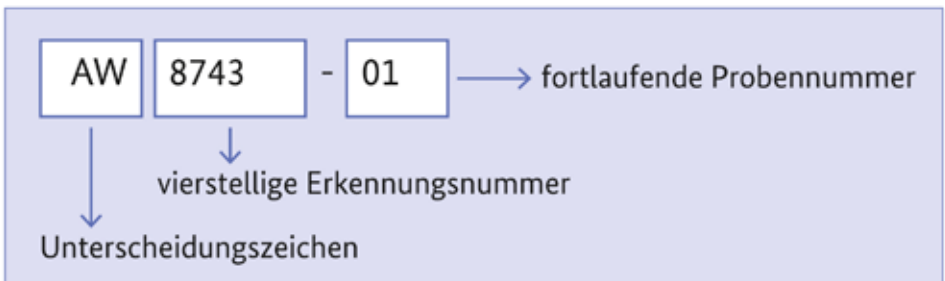 AW 8743 - 01 fortlaufende Probennummer
vierstellige Erkennungsnummer
Unterscheidungszeichen